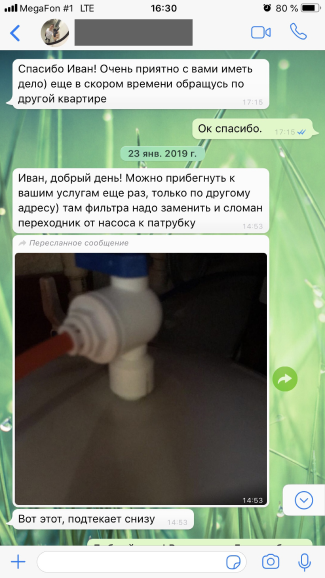 MegaFon #1 LTE 16:30 80 %
Спасибо Иван! Очень приятно с вами иметь
дело) еще в скором времени обращусь по
другой квартире
17:15
Ок спасибо. 17:15
23 янв. 2019 г.
Иван, добрый день! Можно прибегнуть к
вашим услугам еще раз, только по другому
адресу) там фильтра надо заменить и сломан
переходник от насоса к патрубку
14:53
Пересланное сообщение
14:53
Вот этот, подтекает снизу 14:53